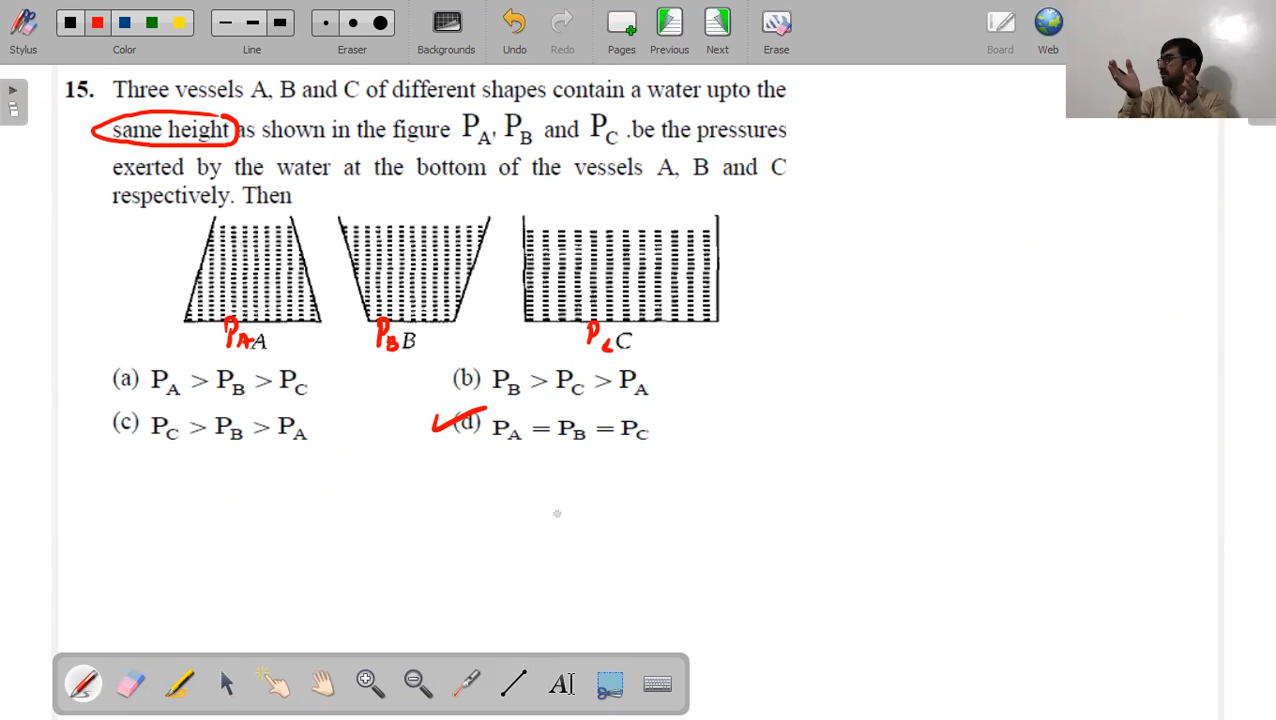 Stylus Color Line Eraser Backgrounds Undo Redo Pages Previous Next Erase Board Web
15. Three vessels A, B and C of different shapes contain a water upto the
same height as shown in the figure P_A, P_B and P_C .be the pressures
exerted by the water at the bottom of the vessels A, B and C
respectively. Then
P_A A P_B B P_C C
(a) P_A > P_B > P_C (b) P_B > P_C > P_A
(c) P_C > P_B > P_A (d) P_A = P_B = P_C